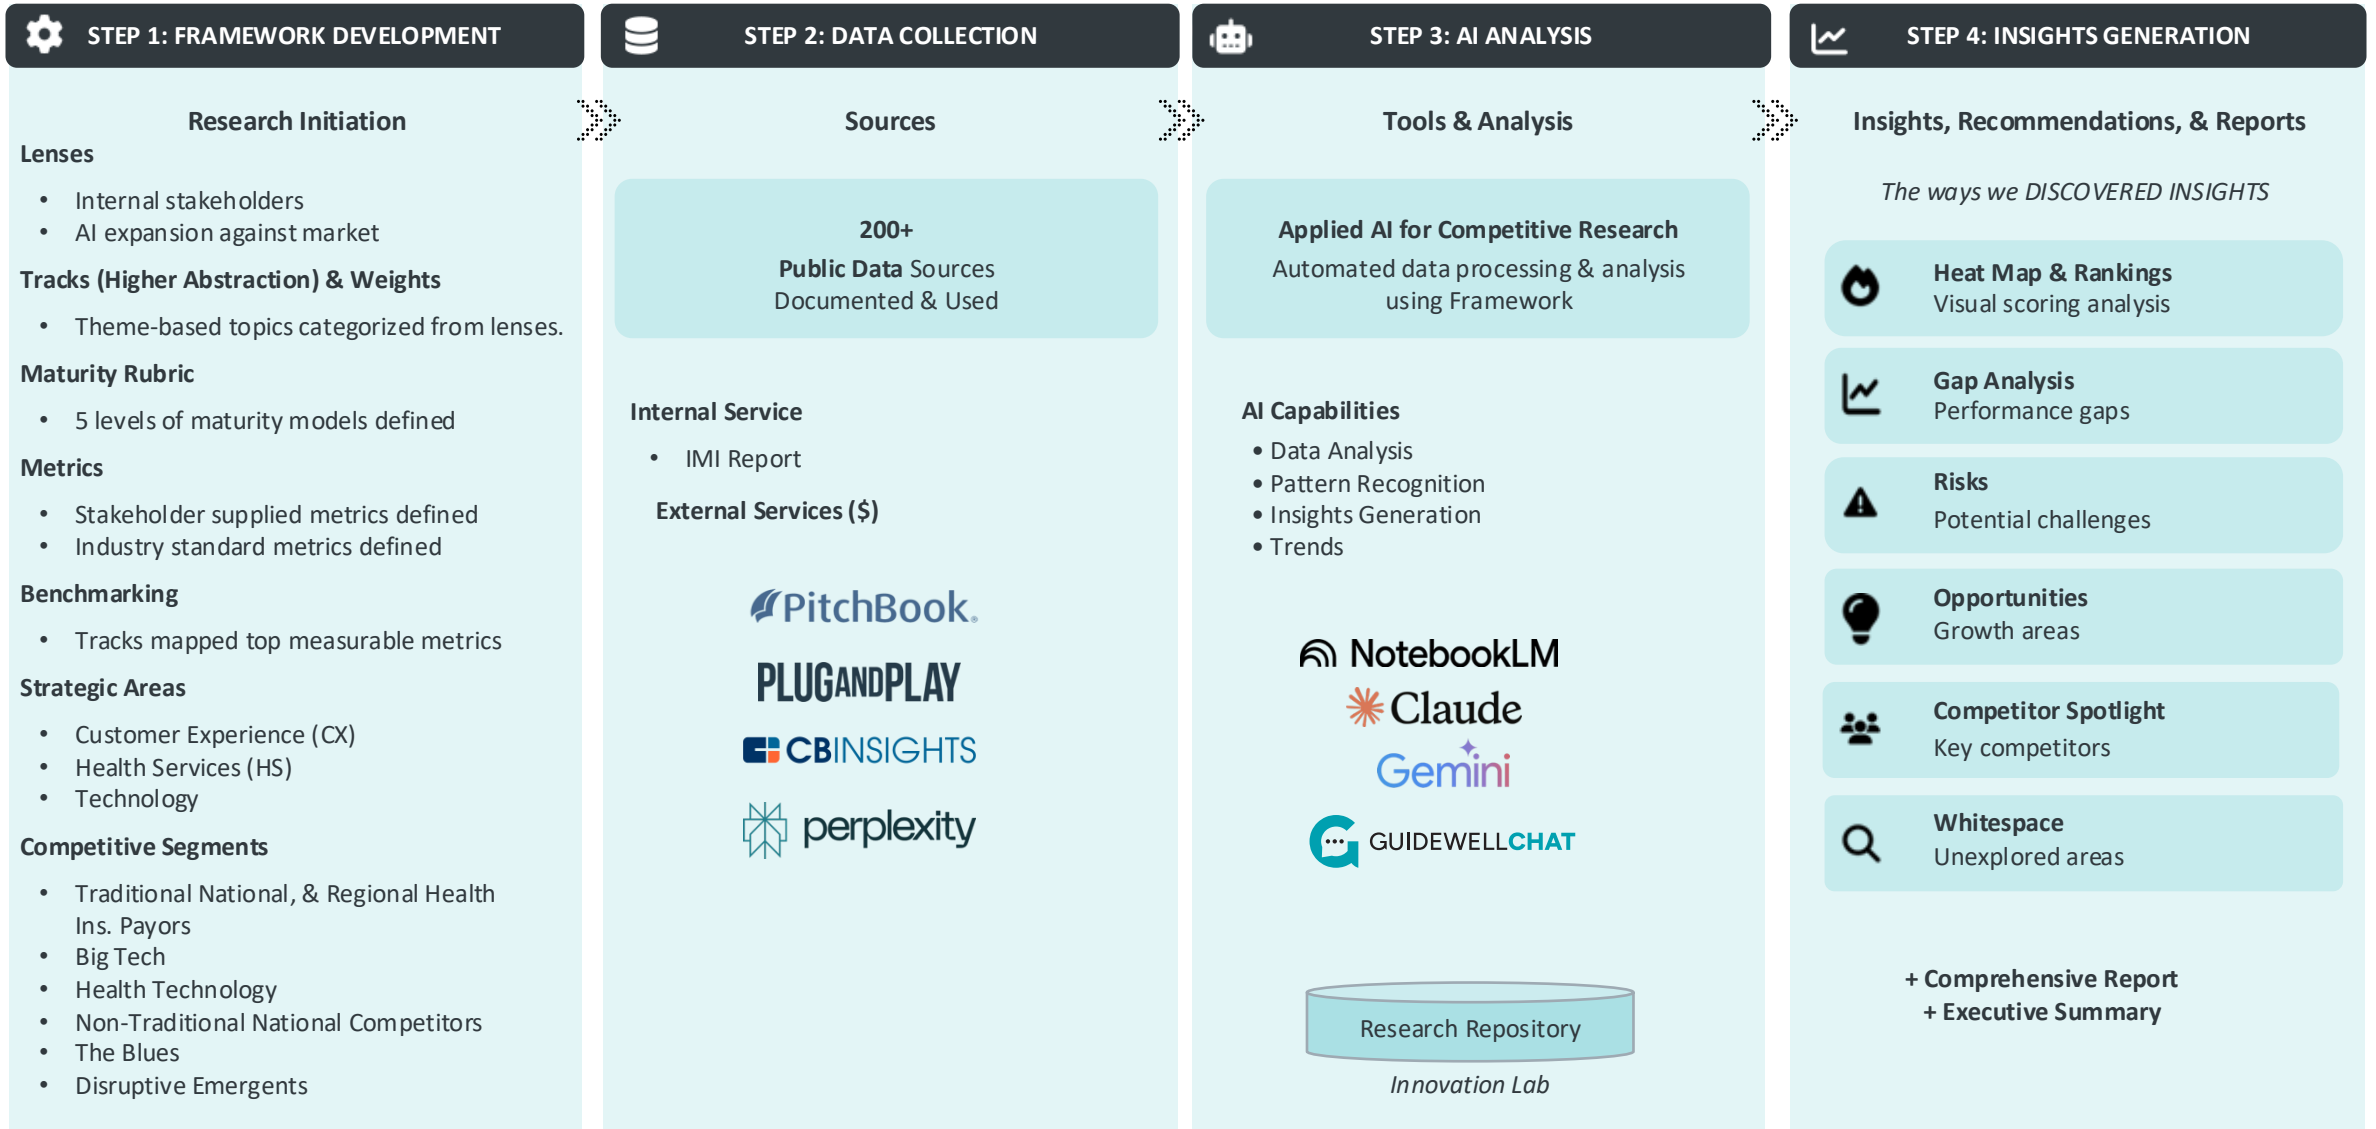 STEP 1: FRAMEWORK DEVELOPMENT
Research Initiation
Lenses
• Internal stakeholders
• AI expansion against market
Tracks (Higher Abstraction) & Weights
• Theme-based topics categorized from lenses.
Maturity Rubric
• 5 levels of maturity models defined
Metrics
• Stakeholder supplied metrics defined
• Industry standard metrics defined
Benchmarking
• Tracks mapped top measurable metrics
Strategic Areas
• Customer Experience (CX)
• Health Services (HS)
• Technology
Competitive Segments
• Traditional National, & Regional Health
Ins. Payors
• Big Tech
• Health Technology
• Non-Traditional National Competitors
• The Blues
• Disruptive Emergents
STEP 2: DATA COLLECTION
Sources
200+
Public Data Sources
Documented & Used
Internal Service
• IMI Report
External Services ($)
PitchBook®
PLUGANDPLAY
CBINSIGHTS
perplexity
STEP 3: AI ANALYSIS
Tools & Analysis
Applied AI for Competitive Research
Automated data processing & analysis
using Framework
AI Capabilities
• Data Analysis
• Pattern Recognition
• Insights Generation
• Trends
NotebookLM
Claude
Gemini
GUIDEWELLCHAT
Research Repository
Innovation Lab
STEP 4: INSIGHTS GENERATION
Insights, Recommendations, & Reports
The ways we DISCOVERED INSIGHTS
Heat Map & Rankings
Visual scoring analysis
Gap Analysis
Performance gaps
Risks
Potential challenges
Opportunities
Growth areas
Competitor Spotlight
Key competitors
Whitespace
Unexplored areas
+ Comprehensive Report
+ Executive Summary